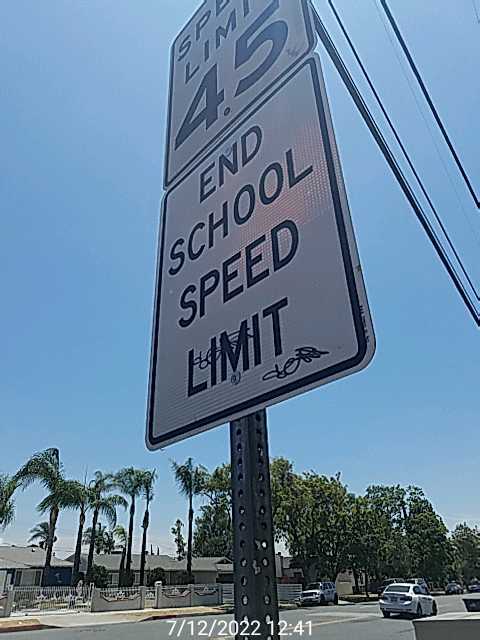 SPEED
LIMIT
45
END
SCHOOL
SPEED
LIMIT
7/12/2022 12:41